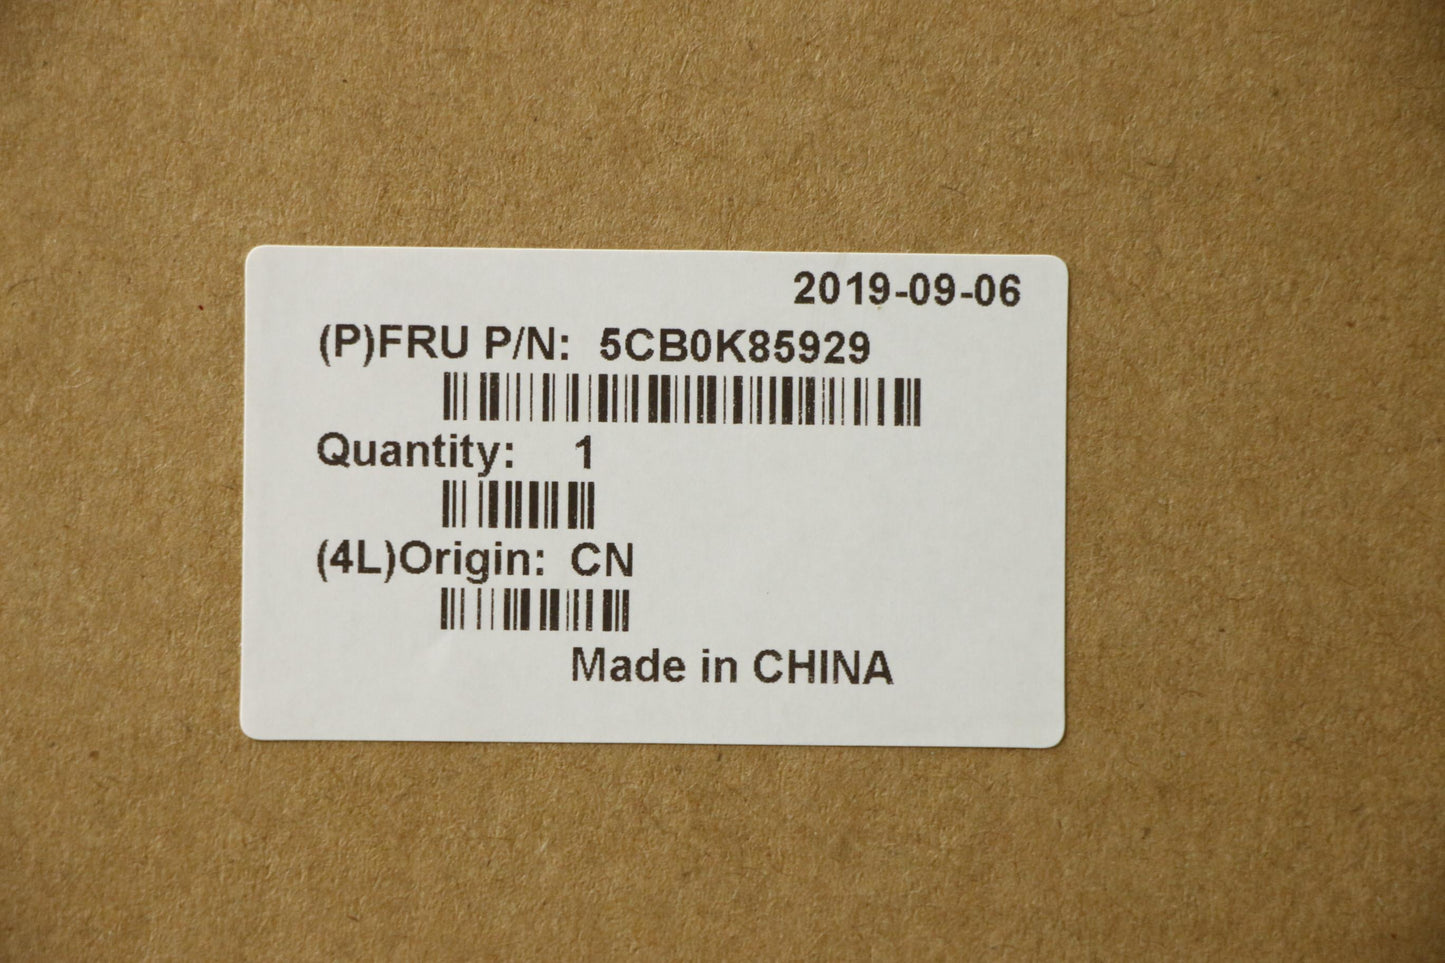 2019-09-06
(P)FRU P/N: 5CB0K85929
Quantity: 1
(4L)Origin: CN
Made in CHINA